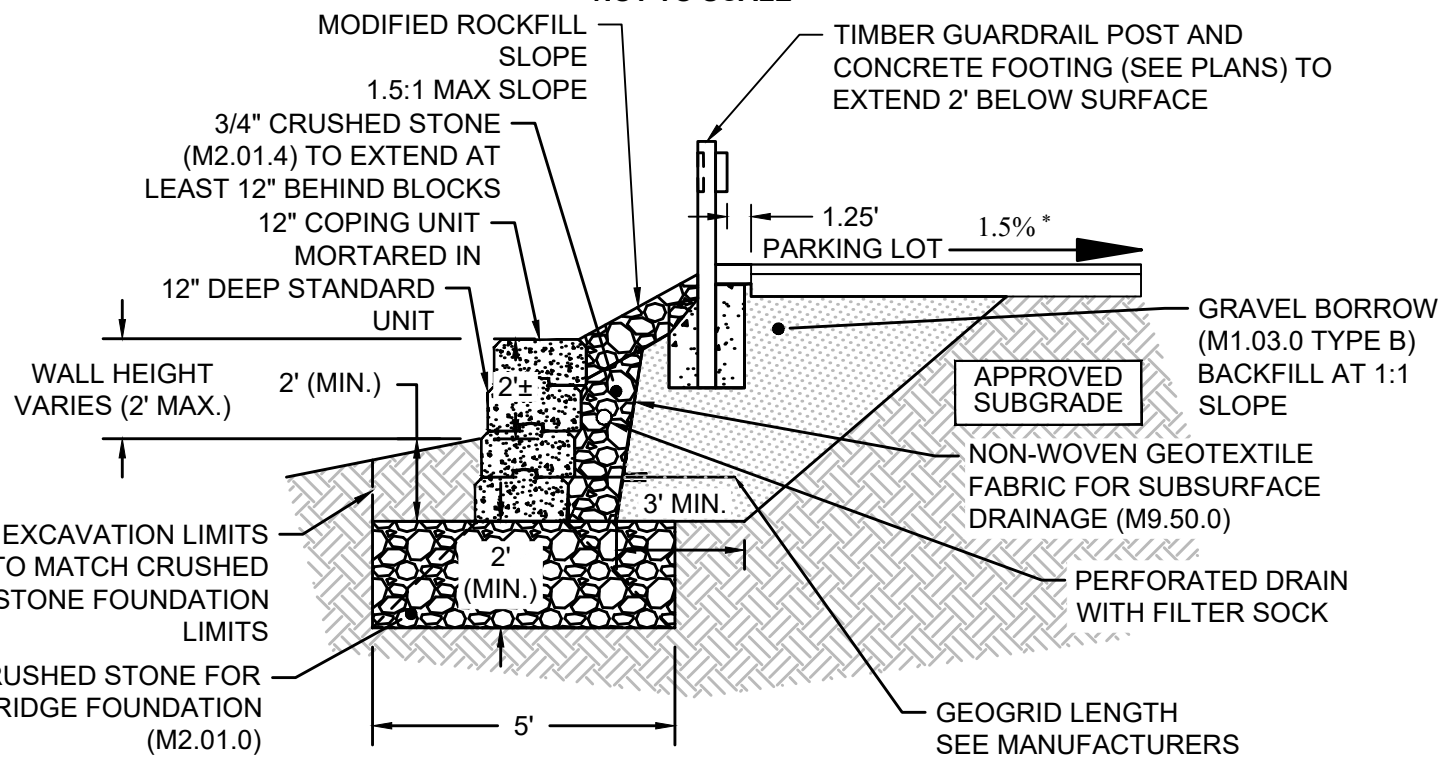 MODIFIED ROCKFILL
SLOPE
1.5:1 MAX SLOPE
3/4" CRUSHED STONE
(M2.01.4) TO EXTEND AT
LEAST 12" BEHIND BLOCKS
12" COPING UNIT
MORTARED IN
12" DEEP STANDARD
UNIT
WALL HEIGHT
VARIES (2' MAX.)
2' (MIN.)
2'±
EXCAVATION LIMITS
TO MATCH CRUSHED
STONE FOUNDATION
LIMITS
CRUSHED STONE FOR
BRIDGE FOUNDATION
(M2.01.0)
2'
(MIN.)
5'
3' MIN.
TIMBER GUARDRAIL POST AND
CONCRETE FOOTING (SEE PLANS) TO
EXTEND 2' BELOW SURFACE
1.25'
PARKING LOT
1.5% *
GRAVEL BORROW
(M1.03.0 TYPE B)
BACKFILL AT 1:1
SLOPE
APPROVED
SUBGRADE
NON-WOVEN GEOTEXTILE
FABRIC FOR SUBSURFACE
DRAINAGE (M9.50.0)
PERFORATED DRAIN
WITH FILTER SOCK
GEOGRID LENGTH
SEE MANUFACTURERS